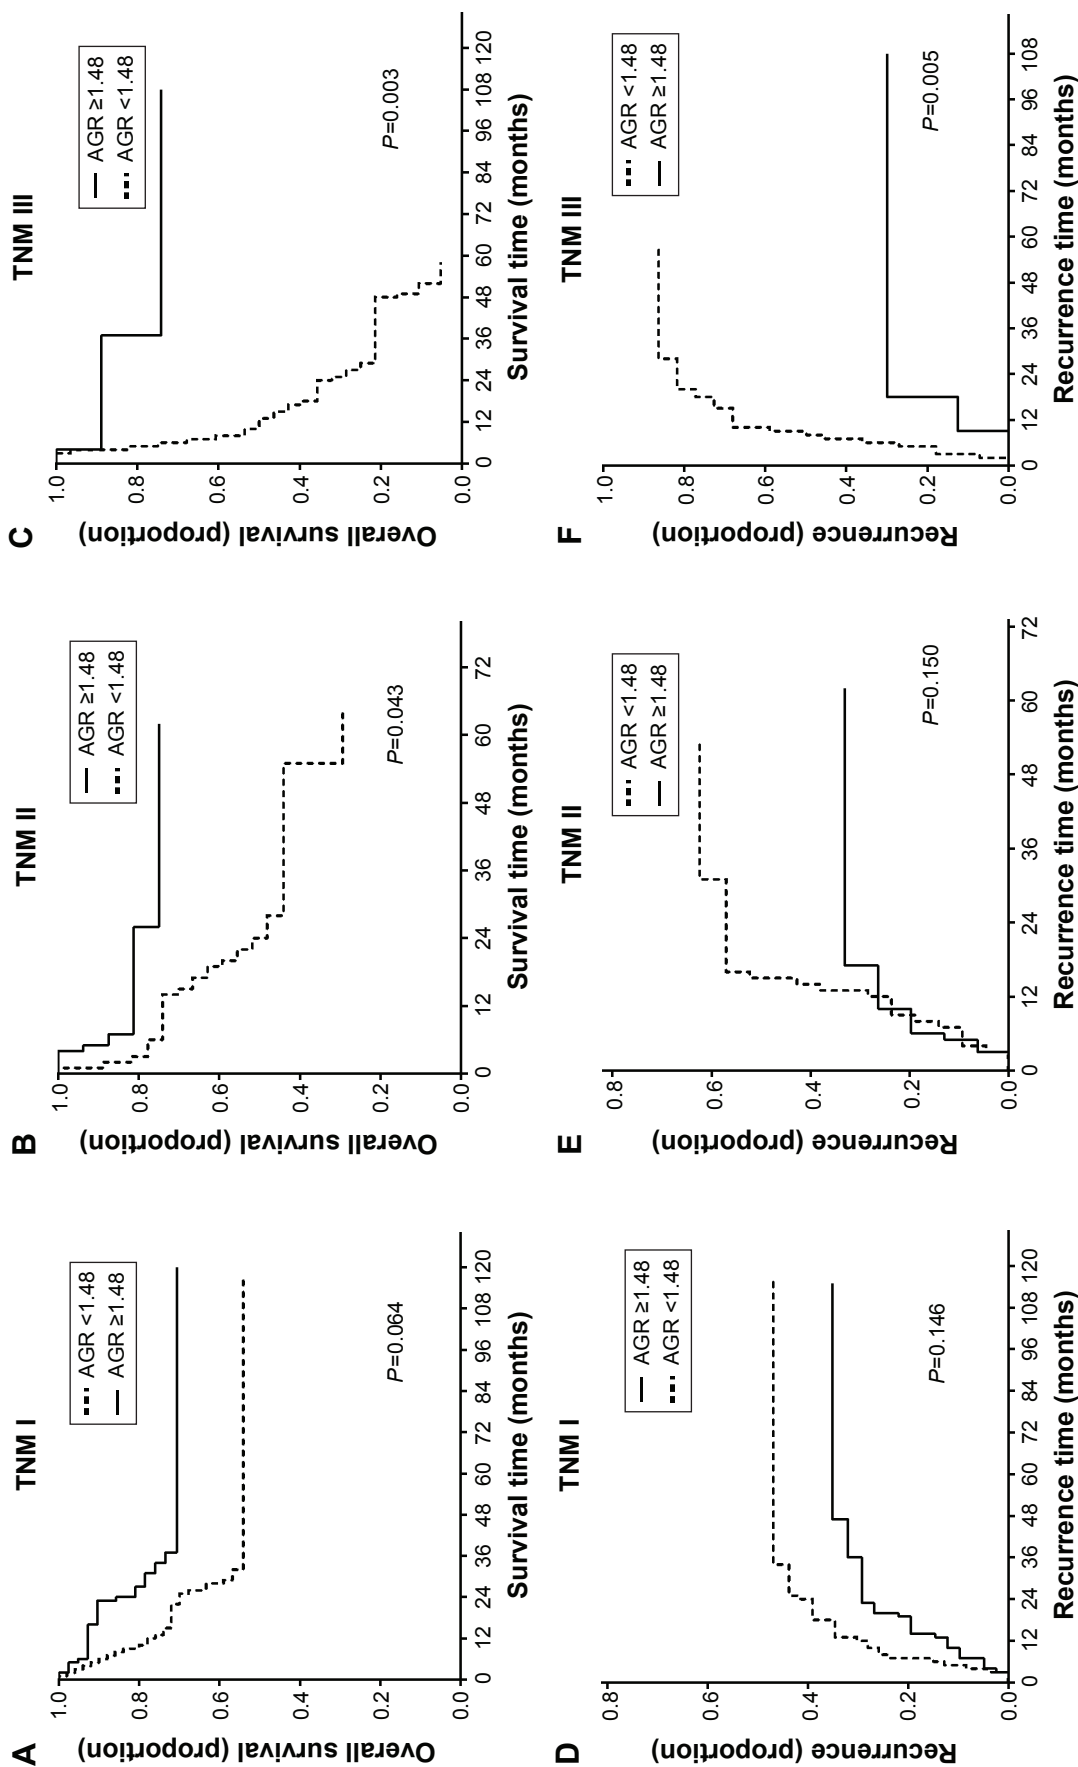 A
TNM I
Overall survival (proportion)
1.0
0.8
0.6
0.4
0.2
0.0
AGR <1.48
AGR ≥1.48
P=0.064
0 12 24 36 48 60 72 84 96 108 120
Survival time (months)
B
TNM II
Overall survival (proportion)
1.0
0.8
0.6
0.4
0.2
0.0
AGR ≥1.48
AGR <1.48
P=0.043
0 12 24 36 48 60 72
Survival time (months)
C
TNM III
Overall survival (proportion)
1.0
0.8
0.6
0.4
0.2
0.0
AGR ≥1.48
AGR <1.48
P=0.003
0 12 24 36 48 60 72 84 96 108 120
Survival time (months)
D
TNM I
Recurrence (proportion)
0.8
0.6
0.4
0.2
0.0
AGR ≥1.48
AGR <1.48
P=0.146
0 12 24 36 48 60 72 84 96 108 120
Recurrence time (months)
E
TNM II
Recurrence (proportion)
0.8
0.6
0.4
0.2
0.0
AGR <1.48
AGR ≥1.48
P=0.150
0 12 24 36 48 60 72
Recurrence time (months)
F
TNM III
Recurrence (proportion)
1.0
0.8
0.6
0.4
0.2
0.0
AGR <1.48
AGR ≥1.48
P=0.005
0 12 24 36 48 60 72 84 96 108
Recurrence time (months)